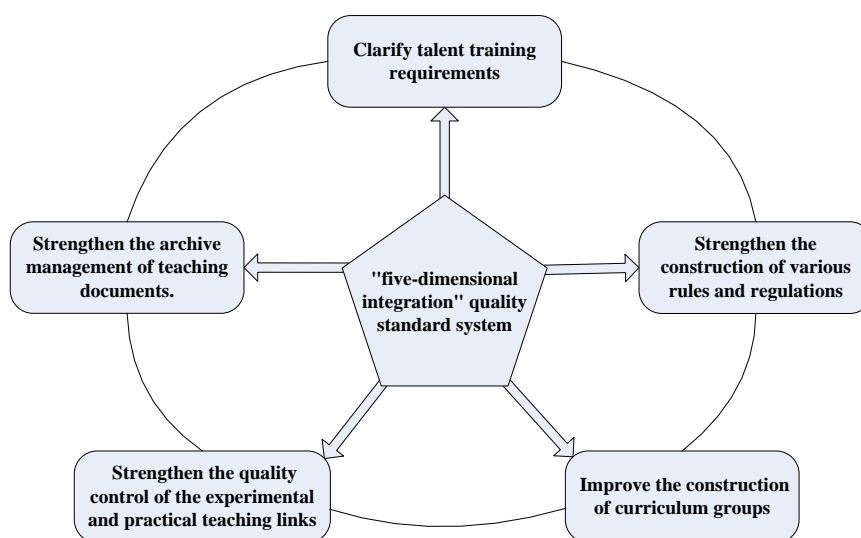 Clarify talent training
requirements
Strengthen the archive
management of teaching
documents.
"five-dimensional
integration" quality
standard system
Strengthen the
construction of various
rules and regulations
Strengthen the quality
control of the experimental
and practical teaching links
Improve the construction
of curriculum groups